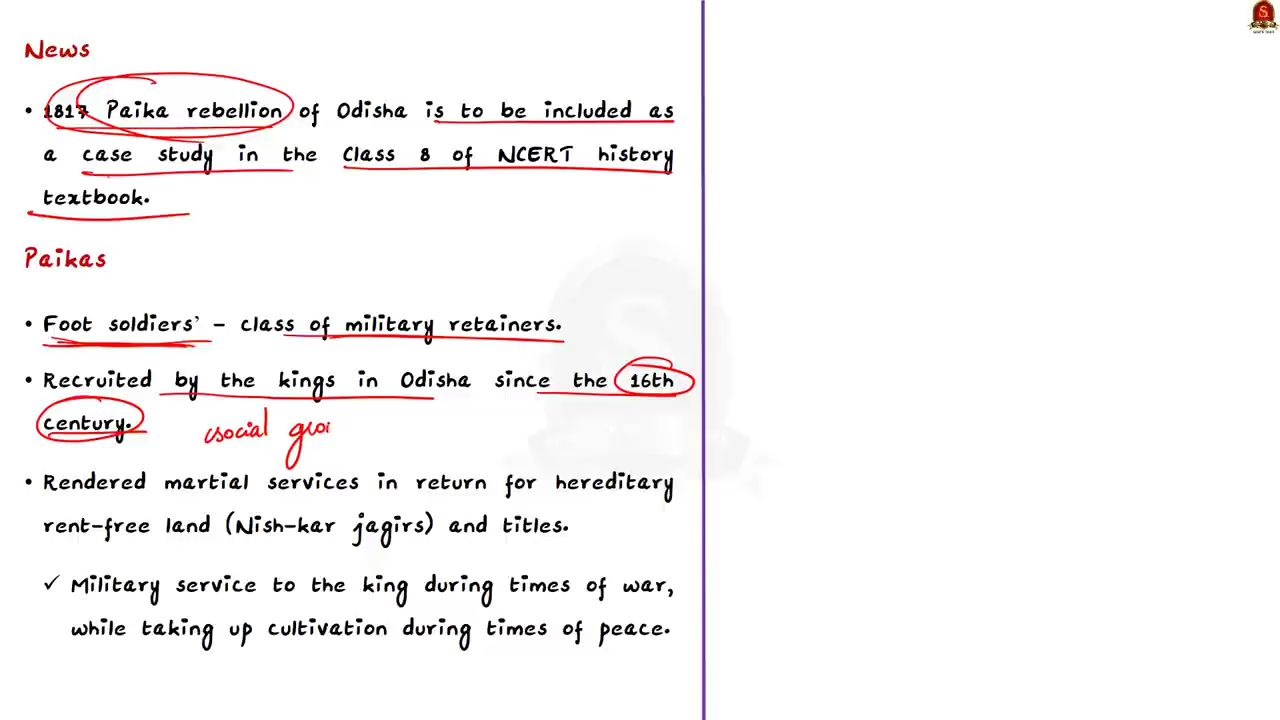 News
• 1817 Paika rebellion of Odisha is to be included as
a case study in the Class 8 of NCERT history
textbook.
Paikas
• Foot soldiers' – class of military retainers.
• Recruited by the kings in Odisha since the 16th
century.
social grou
• Rendered martial services in return for hereditary
rent-free land (Nish-kar jagirs) and titles.
✓ Military service to the king during times of war,
while taking up cultivation during times of peace.